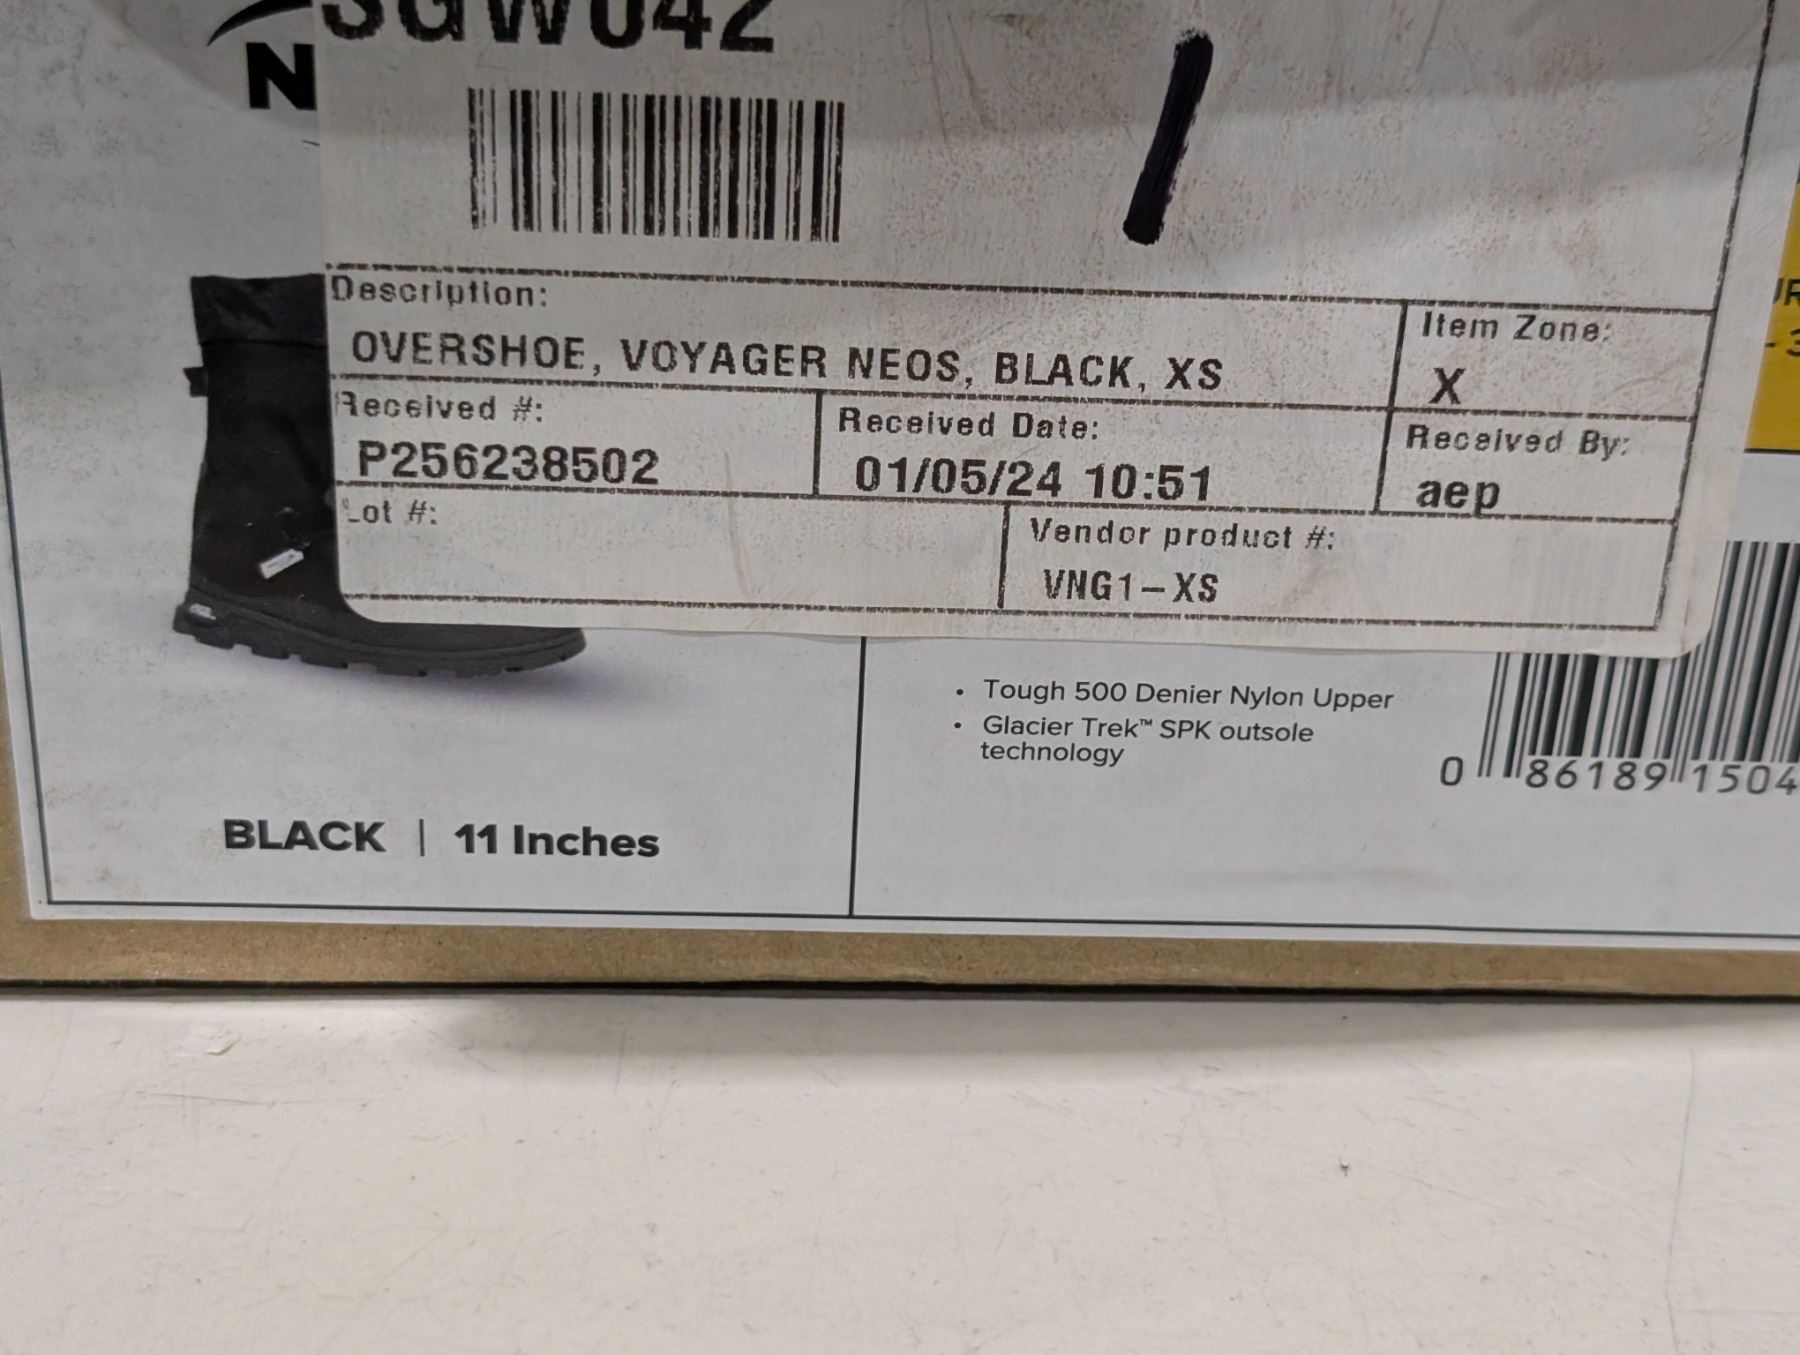 N
Description:
OVERSHOE, VOYAGER NEOS, BLACK, XS
Item Zone:
X
Received #:
P256238502
Received Date:
01/05/24 10:51
Received By:
aep
Lot #:
Vendor product #:
VNG1-XS
• Tough 500 Denier Nylon Upper
• Glacier Trek™ SPK outsole
technology
0 86189 1504
BLACK | 11 Inches